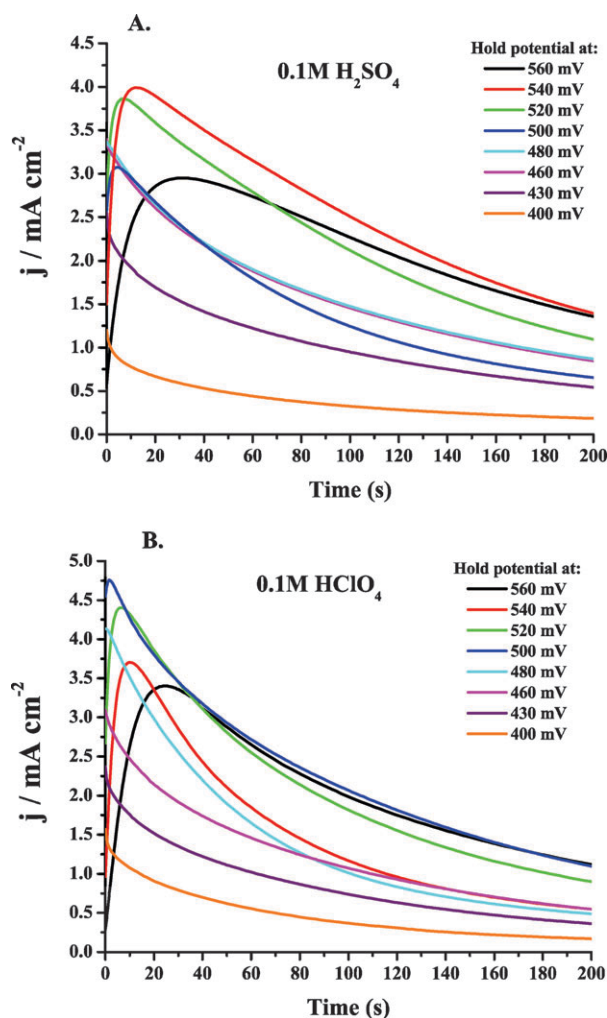 A.
0.1M H₂SO₄
Hold potential at:
560 mV
540 mV
520 mV
500 mV
480 mV
460 mV
430 mV
400 mV
j / mA cm⁻²
4.5
4.0
3.5
3.0
2.5
2.0
1.5
1.0
0.5
0.0
0 20 40 60 80 100 120 140 160 180 200
Time (s)
B.
0.1M HClO₄
Hold potential at:
560 mV
540 mV
520 mV
500 mV
480 mV
460 mV
430 mV
400 mV
j / mA cm⁻²
5.0
4.5
4.0
3.5
3.0
2.5
2.0
1.5
1.0
0.5
0.0
0 20 40 60 80 100 120 140 160 180 200
Time (s)